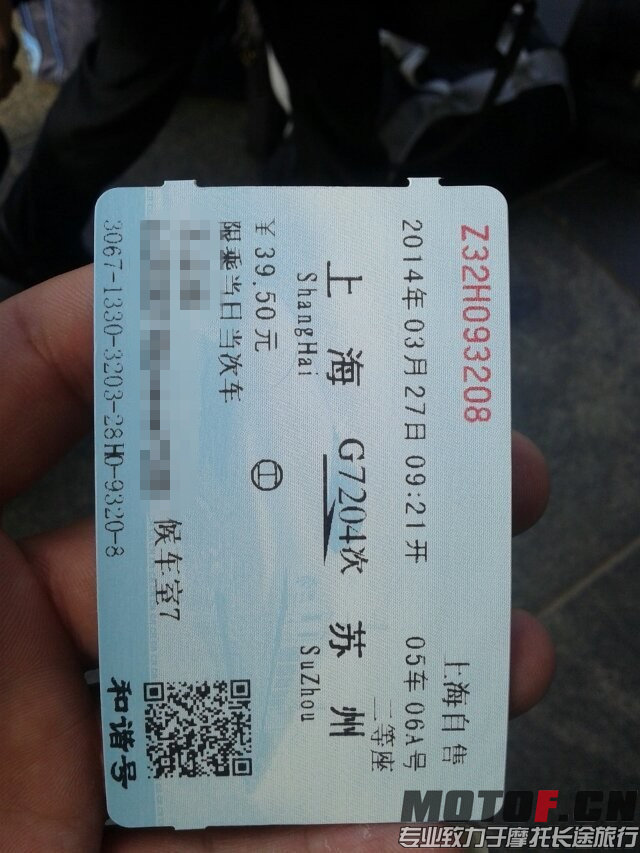 Z32H093208
上海自售
2014年03月27日 09:21开
05车06A号
二等座
上海 G7204次 苏州
ShangHai
SuZhou
¥39.50元
限乘当日当次车
候车室7
3067-1330-3203-28H0-9320-8
和谐号
MOTOF.CN
专业致力于摩托长途旅行